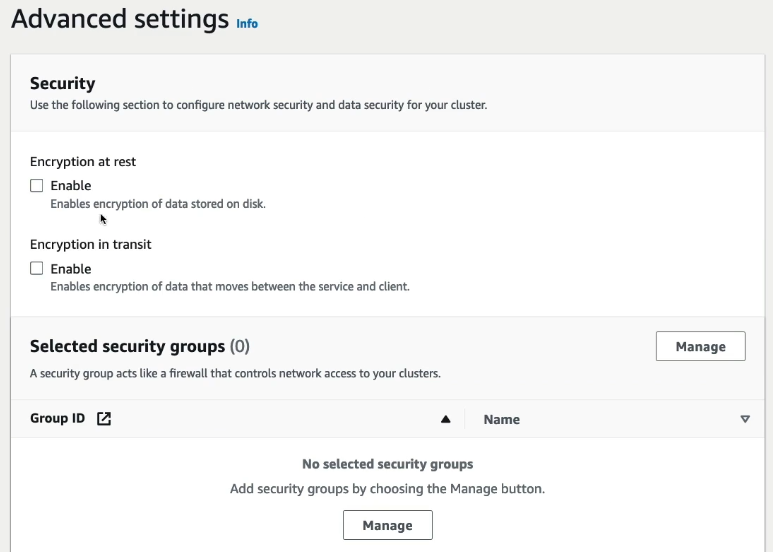 Advanced settings Info
Security
Use the following section to configure network security and data security for your cluster.
Encryption at rest
Enable
Enables encryption of data stored on disk.
Encryption in transit
Enable
Enables encryption of data that moves between the service and client.
Selected security groups (0)
Manage
A security group acts like a firewall that controls network access to your clusters.
Group ID
Name
No selected security groups
Add security groups by choosing the Manage button.
Manage